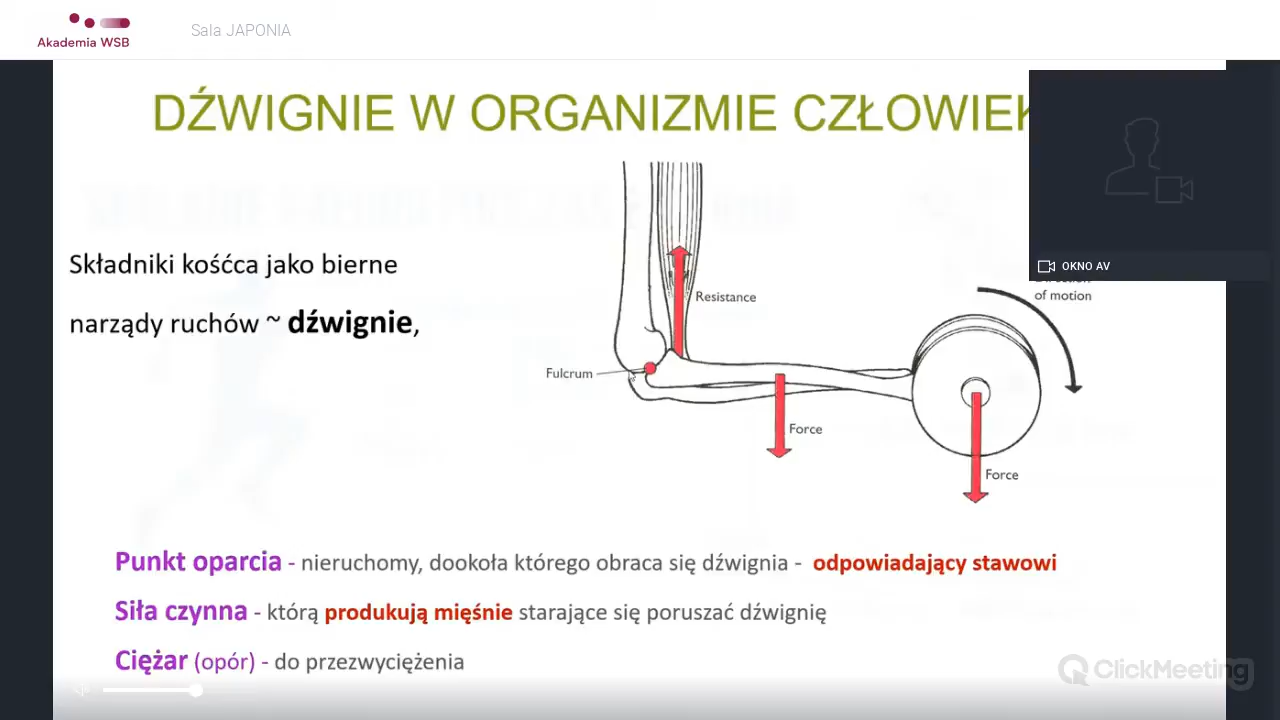 Akademia WSB
Sala JAPONIA
DŹWIGNIE W ORGANIZMIE CZŁOWIEK
Składniki kośćca jako bierne
narządy ruchów ~ dźwignie,
OKNO AV
of motion
Resistance
Fulcrum
Force
Force
Punkt oparcia - nieruchomy, dookoła którego obraca się dźwignia - odpowiadający stawowi
Siła czynna - którą produkują mięśnie starające się poruszać dźwignię
Ciężar (opór) - do przezwyciężenia
ClickMeeting